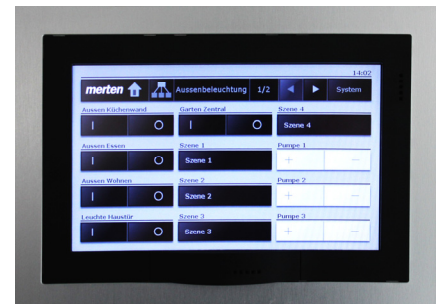 14:02
merten Aussenbeleuchtung 1/2 System
Aussen Küchenwand Garten Zentral Szene 4
I O I O Szene 4
Aussen Essen Szene 1 Pumpe 1
I O Szene 1 + −
Aussen Wohnen Szene 2 Pumpe 2
I O Szene 2 + −
Leuchte Haustür Szene 3 Pumpe 3
I O Szene 3 + −